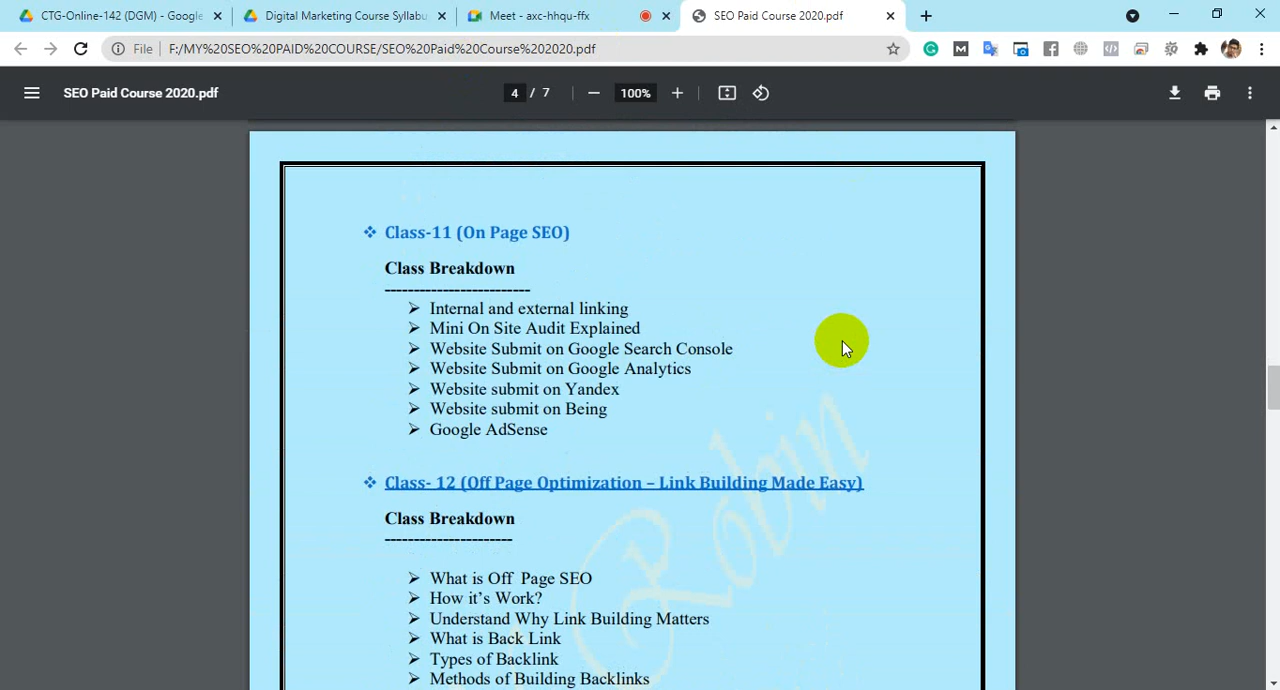 CTG-Online-142 (DGM) - Google
Digital Marketing Course Syllabu
Meet - axc-hhqu-ffx
SEO Paid Course 2020.pdf
File F:/MY%20SEO%20PAID%20COURSE/SEO%20Paid%20Course%202020.pdf
SEO Paid Course 2020.pdf
4 / 7
100%
Class-11 (On Page SEO)
Class Breakdown
-------------------------
Internal and external linking
Mini On Site Audit Explained
Website Submit on Google Search Console
Website Submit on Google Analytics
Website submit on Yandex
Website submit on Being
Google AdSense
Class- 12 (Off Page Optimization – Link Building Made Easy)
Class Breakdown
----------------------
What is Off  Page SEO
How it’s Work?
Understand Why Link Building Matters
What is Back Link
Types of Backlink
Methods of Building Backlinks
Robin